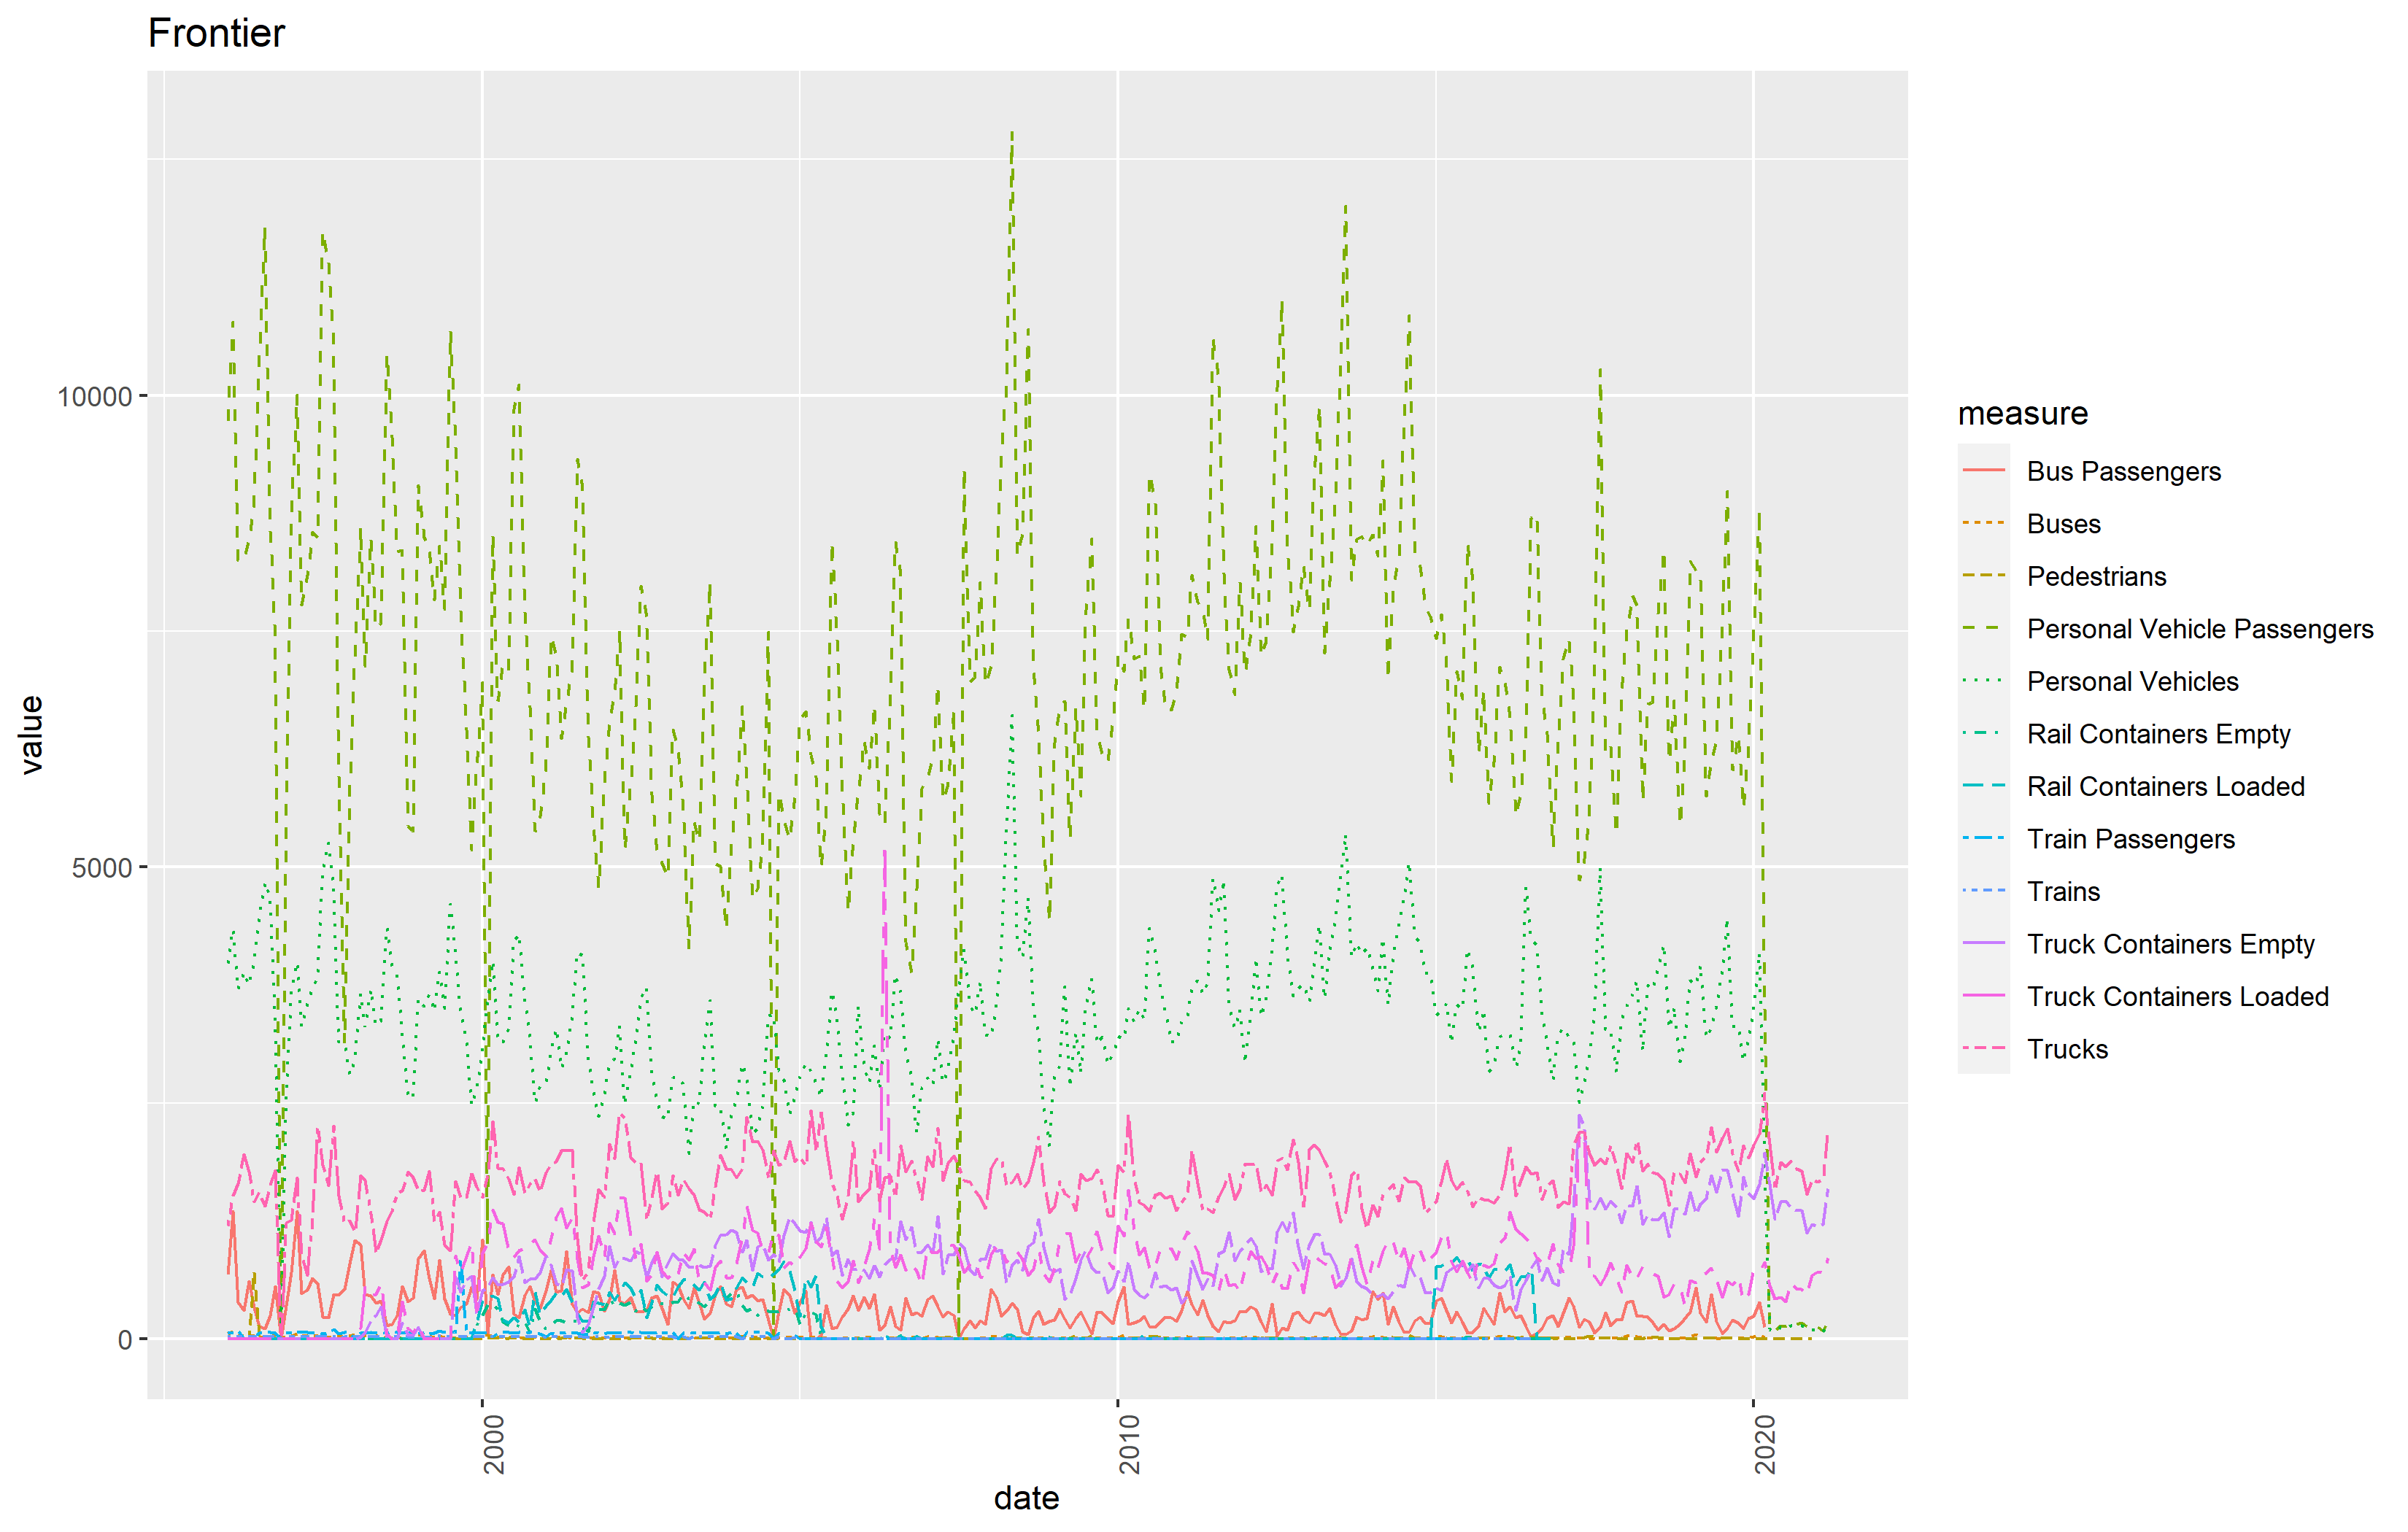 Frontier
10000
5000
0
value
2000
2010
2020
date
measure
Bus Passengers
Buses
Pedestrians
Personal Vehicle Passengers
Personal Vehicles
Rail Containers Empty
Rail Containers Loaded
Train Passengers
Trains
Truck Containers Empty
Truck Containers Loaded
Trucks